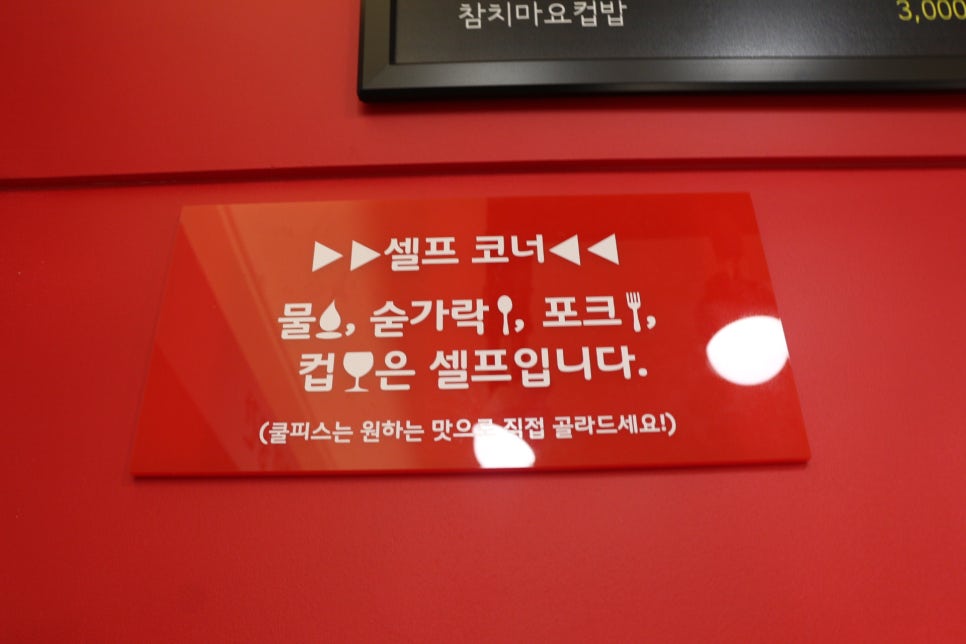 참치마요컵밥 3,000
▶▶셀프 코너◀◀
물, 숟가락, 포크,
컵은 셀프입니다.
(쿨피스는 원하는 맛으로 직접 골라드세요!)